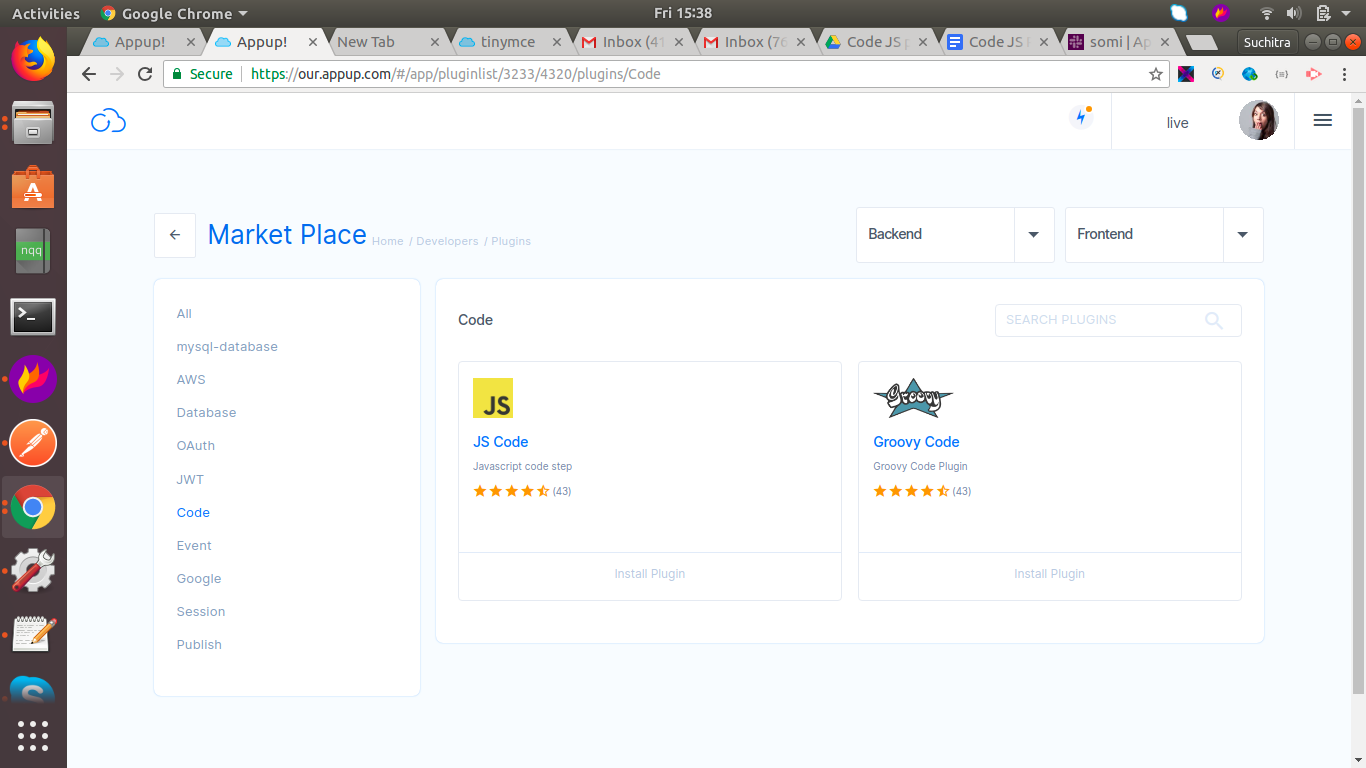 Activities Google Chrome Fri 15:38
Appup! Appup! New Tab tinymce Inbox (41 Inbox (76 Code JS p Code JS somi | Ap Suchitra
Secure https://our.appup.com/#/app/pluginlist/3233/4320/plugins/Code
live
Market Place Home / Developers / Plugins
Backend Frontend
All
mysql-database
AWS
Database
OAuth
JWT
Code
Event
Google
Session
Publish
Code SEARCH PLUGINS
JS
JS Code
Javascript code step
(43)
Install Plugin
Groovy
Groovy Code
Groovy Code Plugin
(43)
Install Plugin
nqq